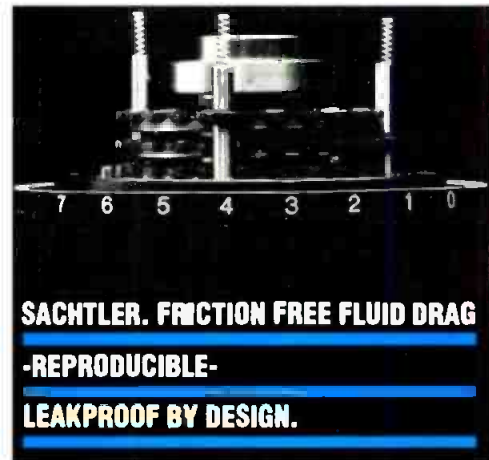 7 6 5 4 3 2 1 0
SACHTLER. FRICTION FREE FLUID DRAG
-REPRODUCIBLE-
LEAKPROOF BY DESIGN.